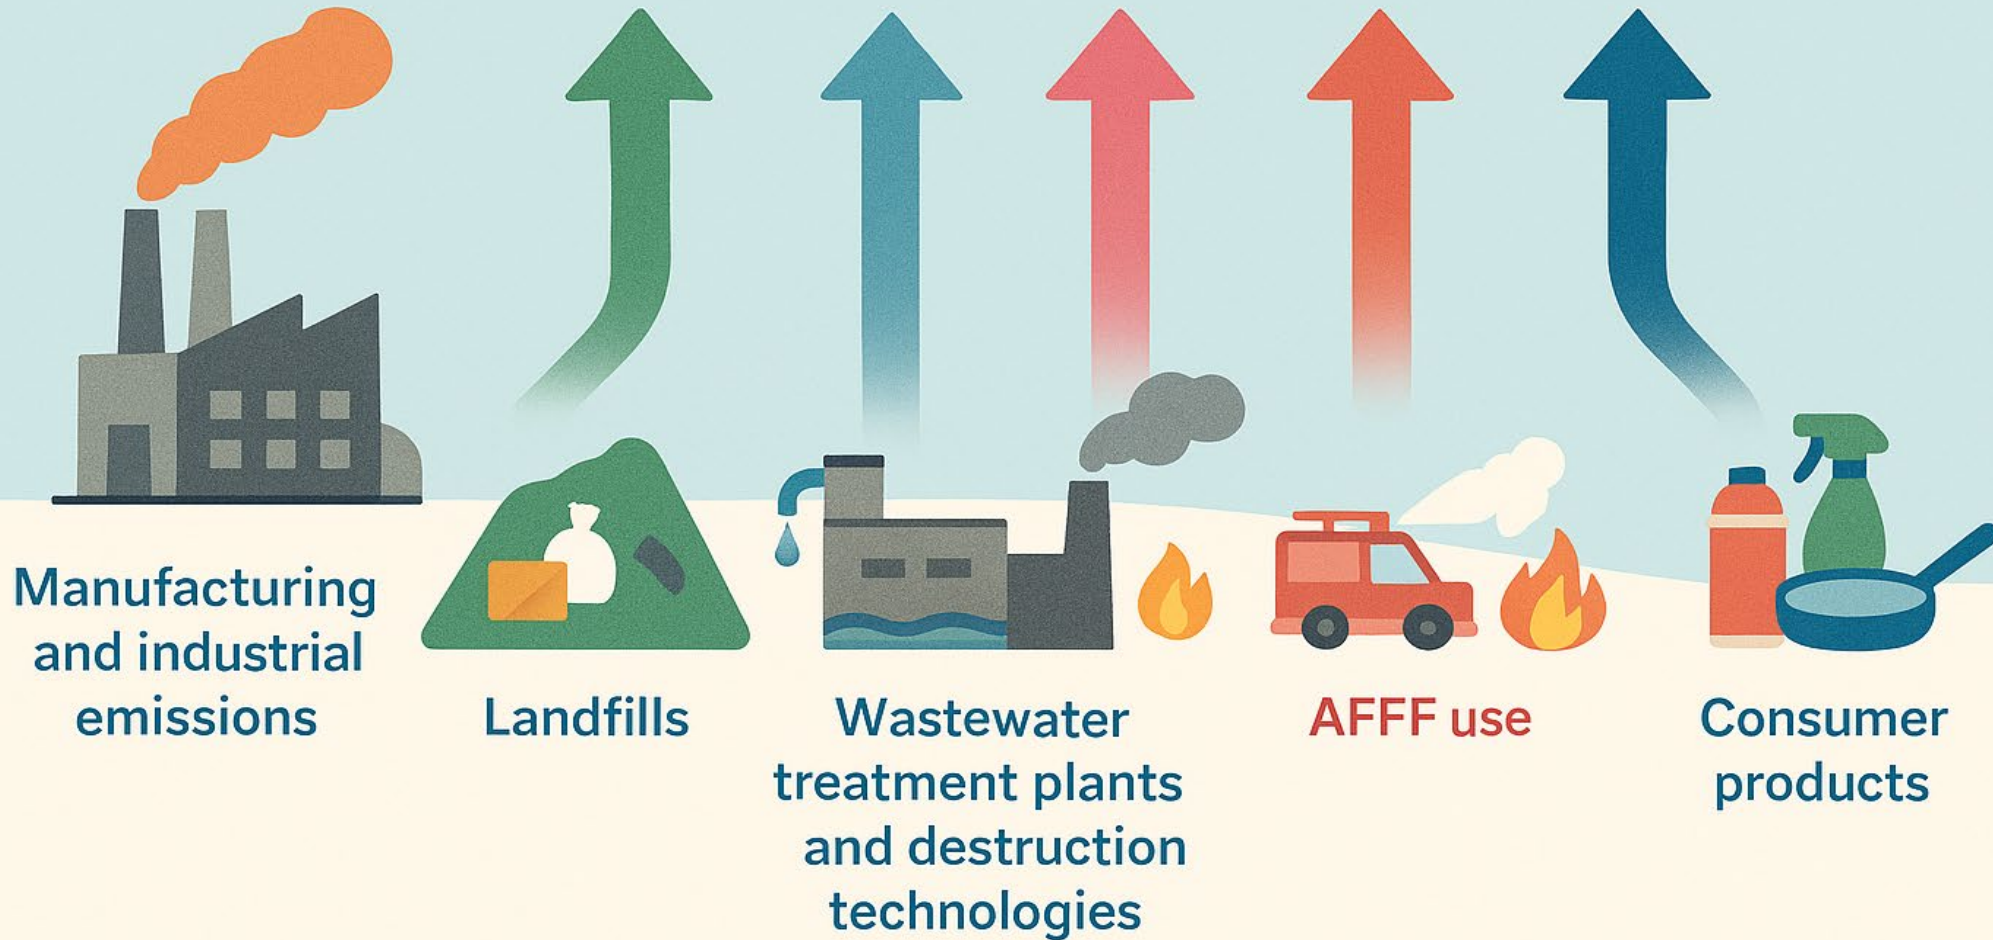 Manufacturing
and industrial
emissions
Landfills
Wastewater
treatment plants
and destruction
technologies
AFFF use
Consumer
products